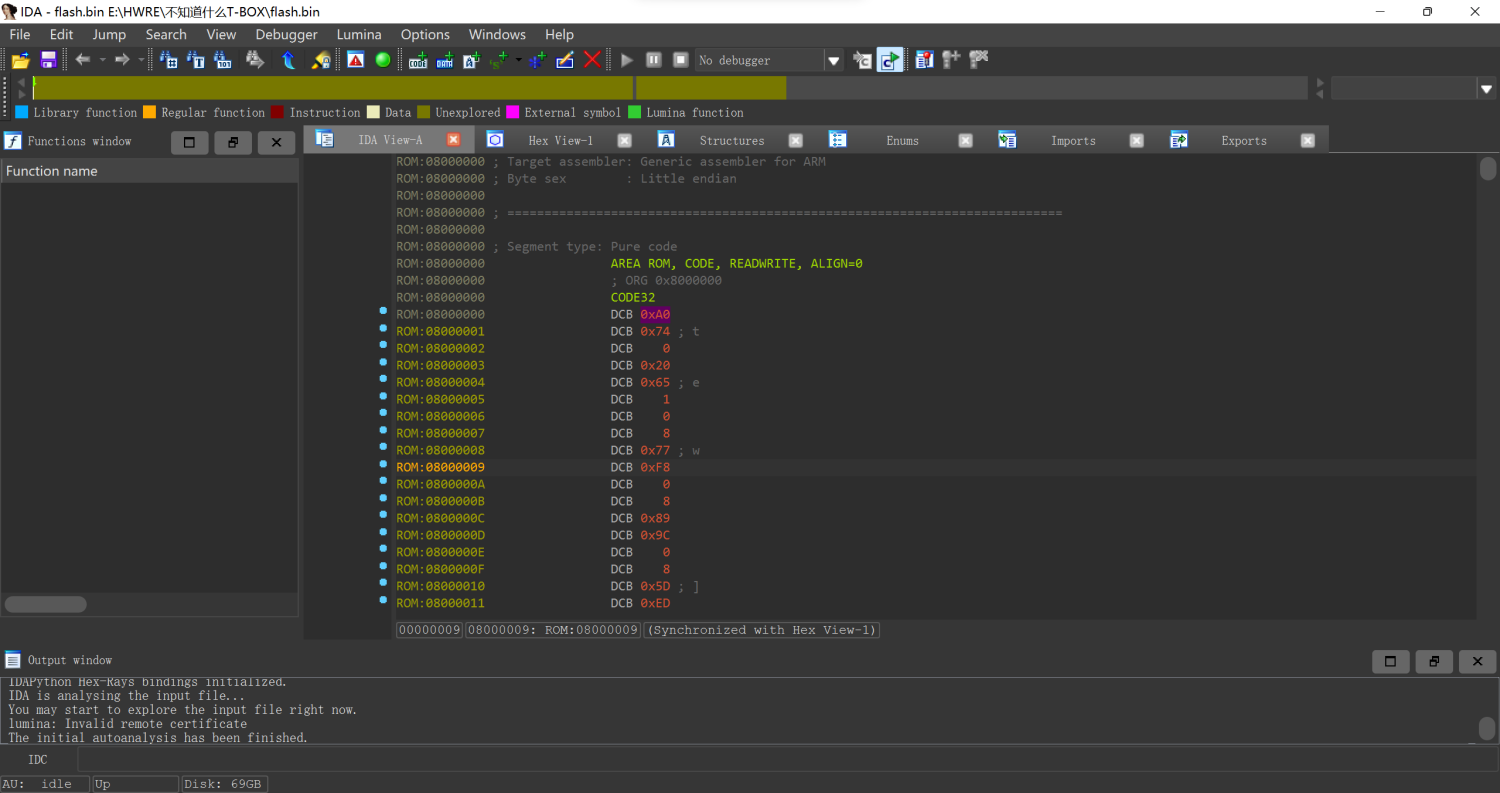 IDA - flash.bin E:\HWRE\不知道什么T-BOX\flash.bin
File Edit Jump Search View Debugger Lumina Options Windows Help
No debugger
Library function Regular function Instruction Data Unexplored External symbol Lumina function
Functions window
IDA View-A Hex View-1 Structures Enums Imports Exports
Function name
ROM:08000000 ; Target assembler: Generic assembler for ARM
ROM:08000000 ; Byte sex : Little endian
ROM:08000000
ROM:08000000 ; ===========================================================================
ROM:08000000
ROM:08000000 ; Segment type: Pure code
ROM:08000000 AREA ROM, CODE, READWRITE, ALIGN=0
ROM:08000000 ; ORG 0x8000000
ROM:08000000 CODE32
ROM:08000000 DCB 0xA0
ROM:08000001 DCB 0x74 ; t
ROM:08000002 DCB 0
ROM:08000003 DCB 0x20
ROM:08000004 DCB 0x65 ; e
ROM:08000005 DCB 1
ROM:08000006 DCB 0
ROM:08000007 DCB 8
ROM:08000008 DCB 0x77 ; w
ROM:08000009 DCB 0xF8
ROM:0800000A DCB 0
ROM:0800000B DCB 8
ROM:0800000C DCB 0x89
ROM:0800000D DCB 0x9C
ROM:0800000E DCB 0
ROM:0800000F DCB 8
ROM:08000010 DCB 0x5D ; ]
ROM:08000011 DCB 0xED
00000009 08000009: ROM:08000009 (Synchronized with Hex View-1)
Output window
IDAPython Hex-Rays bindings initialized.
IDA is analysing the input file...
You may start to explore the input file right now.
lumina: Invalid remote certificate
The initial autoanalysis has been finished.
IDC
AU: idle Up Disk: 69GB